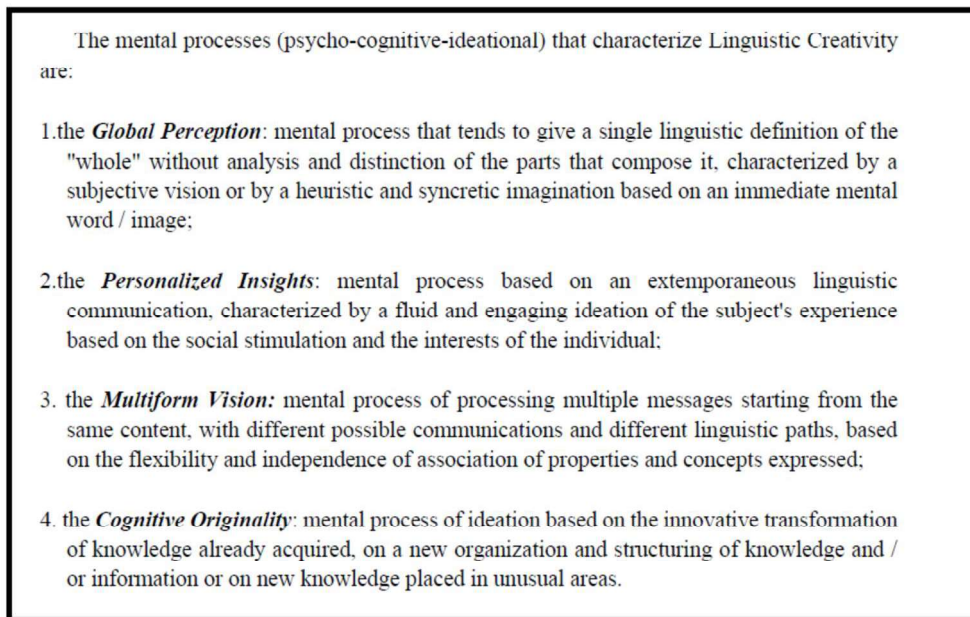 The mental processes (psycho-cognitive-ideational) that characterize Linguistic Creativity
are:
1.the Global Perception: mental process that tends to give a single linguistic definition of the
"whole" without analysis and distinction of the parts that compose it, characterized by a
subjective vision or by a heuristic and syncretic imagination based on an immediate mental
word / image;
2.the Personalized Insights: mental process based on an extemporaneous linguistic
communication, characterized by a fluid and engaging ideation of the subject's experience
based on the social stimulation and the interests of the individual;
3. the Multiform Vision: mental process of processing multiple messages starting from the
same content, with different possible communications and different linguistic paths, based
on the flexibility and independence of association of properties and concepts expressed;
4. the Cognitive Originality: mental process of ideation based on the innovative transformation
of knowledge already acquired, on a new organization and structuring of knowledge and /
or information or on new knowledge placed in unusual areas.